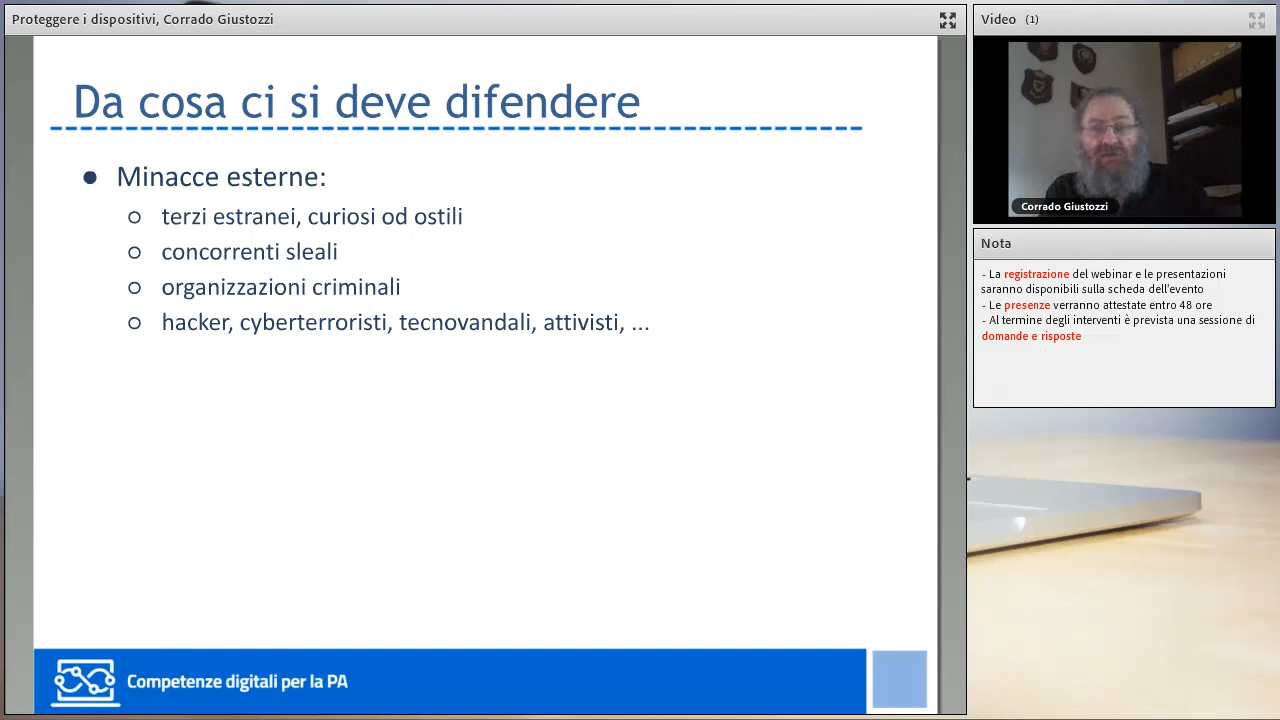 Proteggere i dispositivi, Corrado Giustozzi
Da cosa ci si deve difendere
● Minacce esterne:
○ terzi estranei, curiosi od ostili
○ concorrenti sleali
○ organizzazioni criminali
○ hacker, cyberterroristi, tecnovandali, attivisti, ...
Competenze digitali per la PA
Video (1)
Corrado Giustozzi
Nota
- La registrazione del webinar e le presentazioni
saranno disponibili sulla scheda dell'evento
- Le presenze verranno attestate entro 48 ore
- Al termine degli interventi è prevista una sessione di
domande e risposte